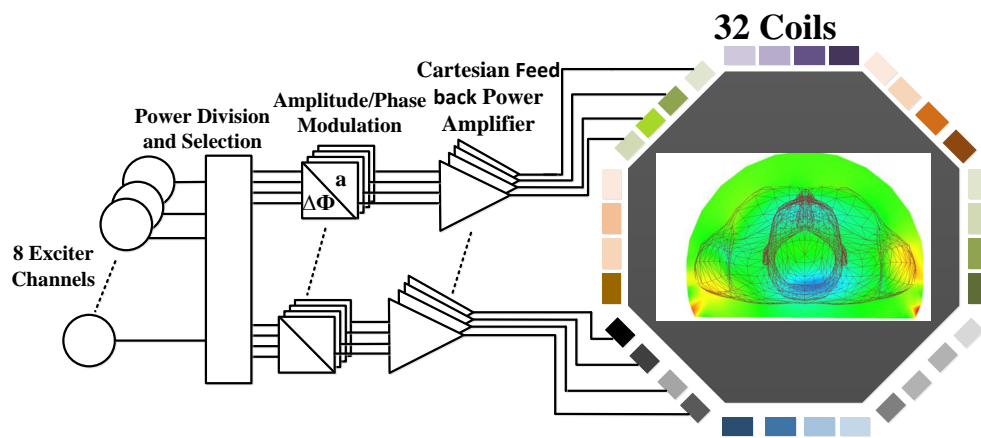 32 Coils
Cartesian Feed
back Power
Amplifier
Amplitude/Phase
Modulation
Power Division
and Selection
a
ΔΦ
8 Exciter
Channels